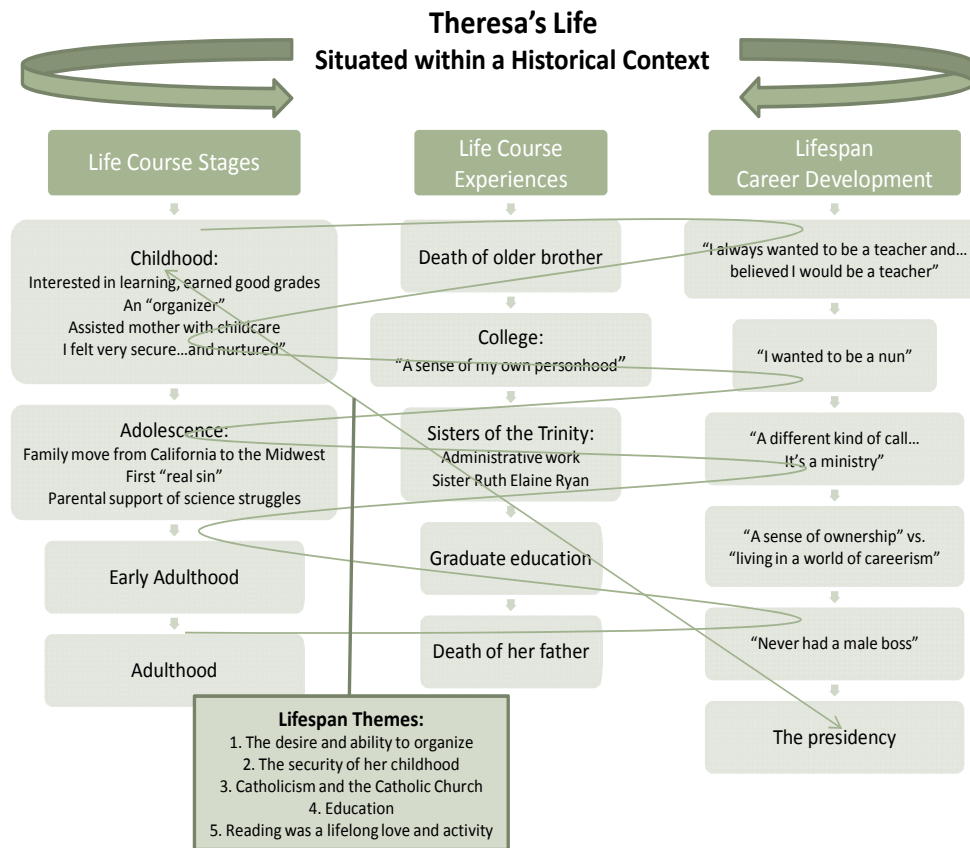 Theresa's Life
Situated within a Historical Context
Life Course Stages
Childhood:
Interested in learning, earned good grades
An "organizer"
Assisted mother with childcare
I felt very secure…and nurtured"
Adolescence:
Family move from California to the Midwest
First "real sin"
Parental support of science struggles
Early Adulthood
Adulthood
Life Course
Experiences
Death of older brother
College:
"A sense of my own personhood"
Sisters of the Trinity:
Administrative work
Sister Ruth Elaine Ryan
Graduate education
Death of her father
Lifespan
Career Development
"I always wanted to be a teacher and…
believed I would be a teacher"
"I wanted to be a nun"
"A different kind of call…
It's a ministry"
"A sense of ownership" vs.
"living in a world of careerism"
"Never had a male boss"
The presidency
Lifespan Themes:
1. The desire and ability to organize
2. The security of her childhood
3. Catholicism and the Catholic Church
4. Education
5. Reading was a lifelong love and activity